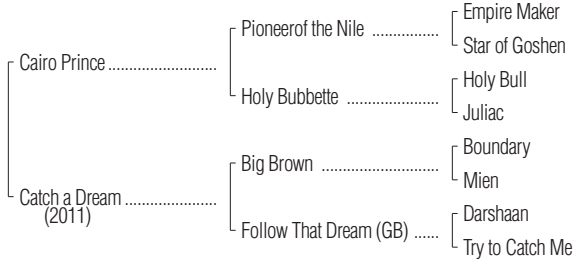 Empire Maker
Pioneerof the Nile ................
Star of Goshen
Cairo Prince ..........................
Holy Bull
Holy Bubbette ......................
Juliac
Boundary
Big Brown ............................
Mien
Catch a Dream ......................
(2011)
Darshaan
Follow That Dream (GB) ......
Try to Catch Me